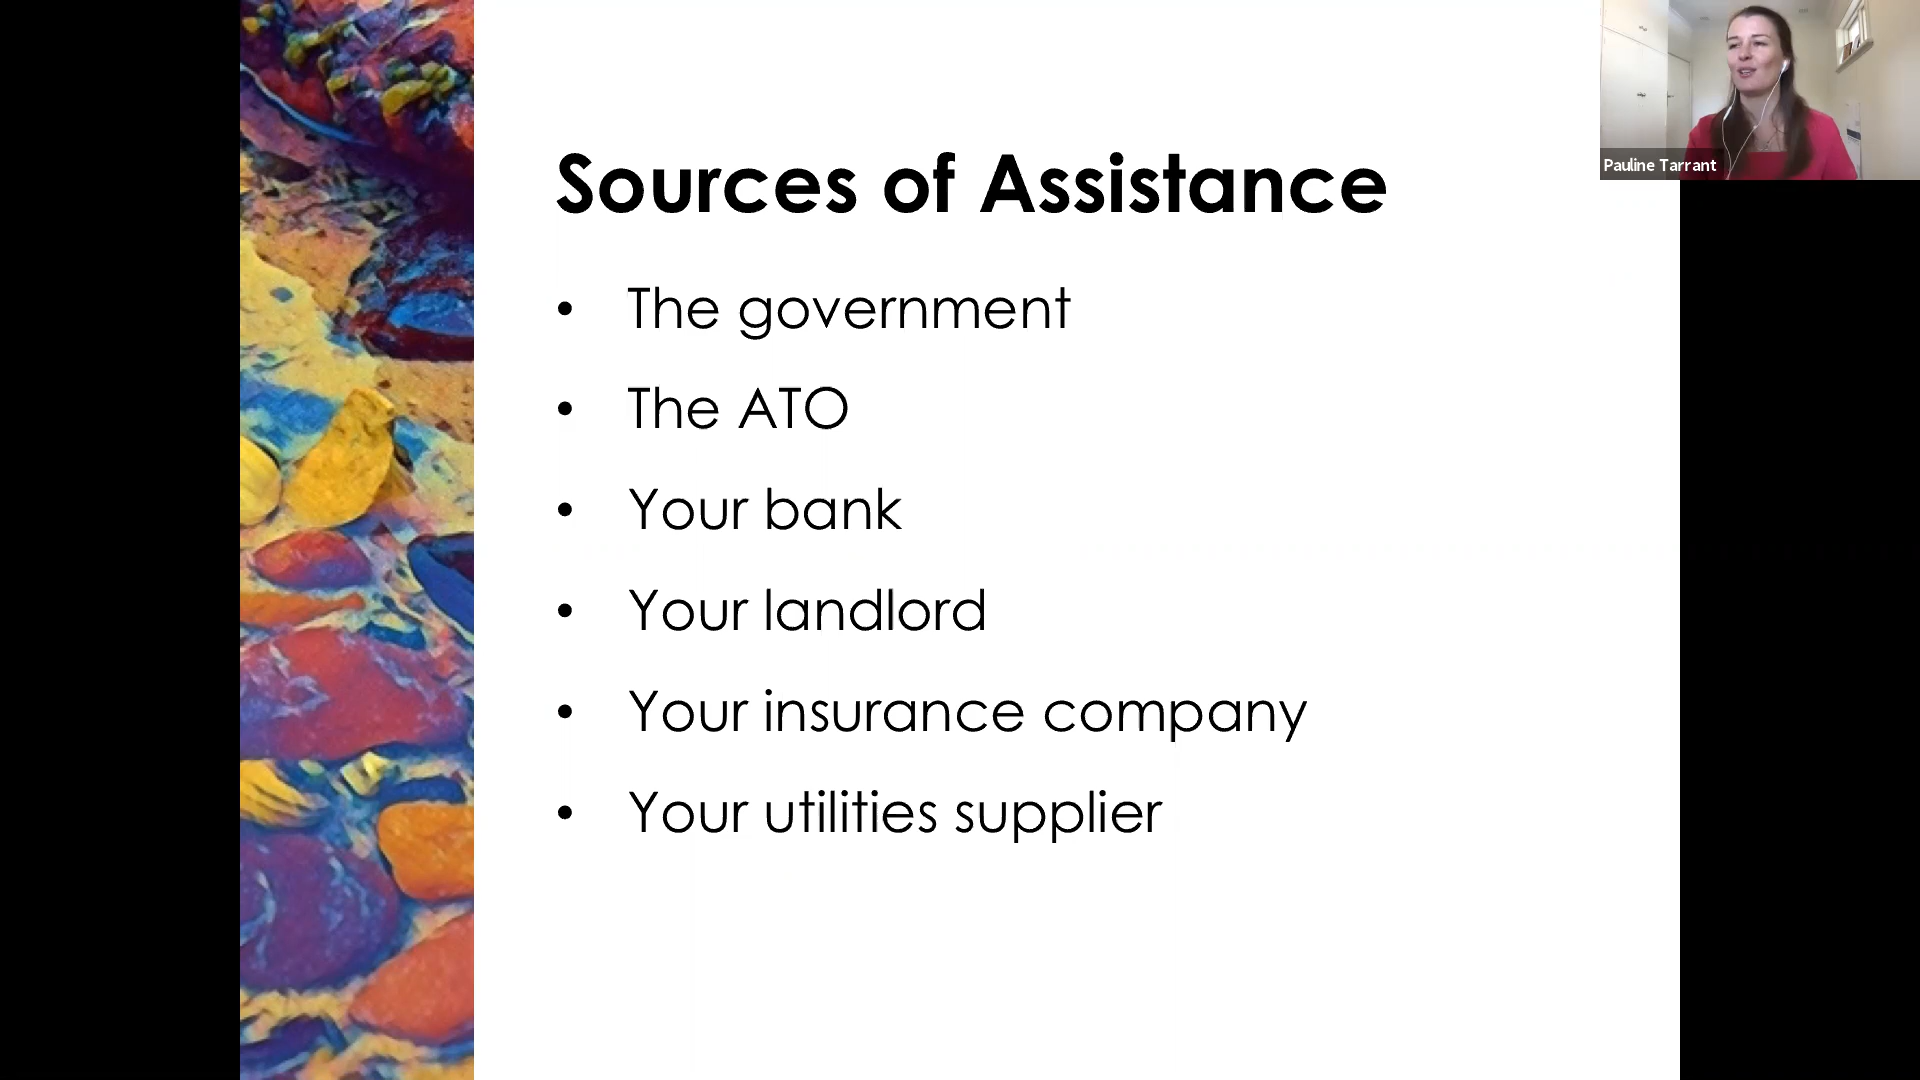 Sources of Assistance
• The government
• The ATO
• Your bank
• Your landlord
• Your insurance company
• Your utilities supplier
Pauline Tarrant